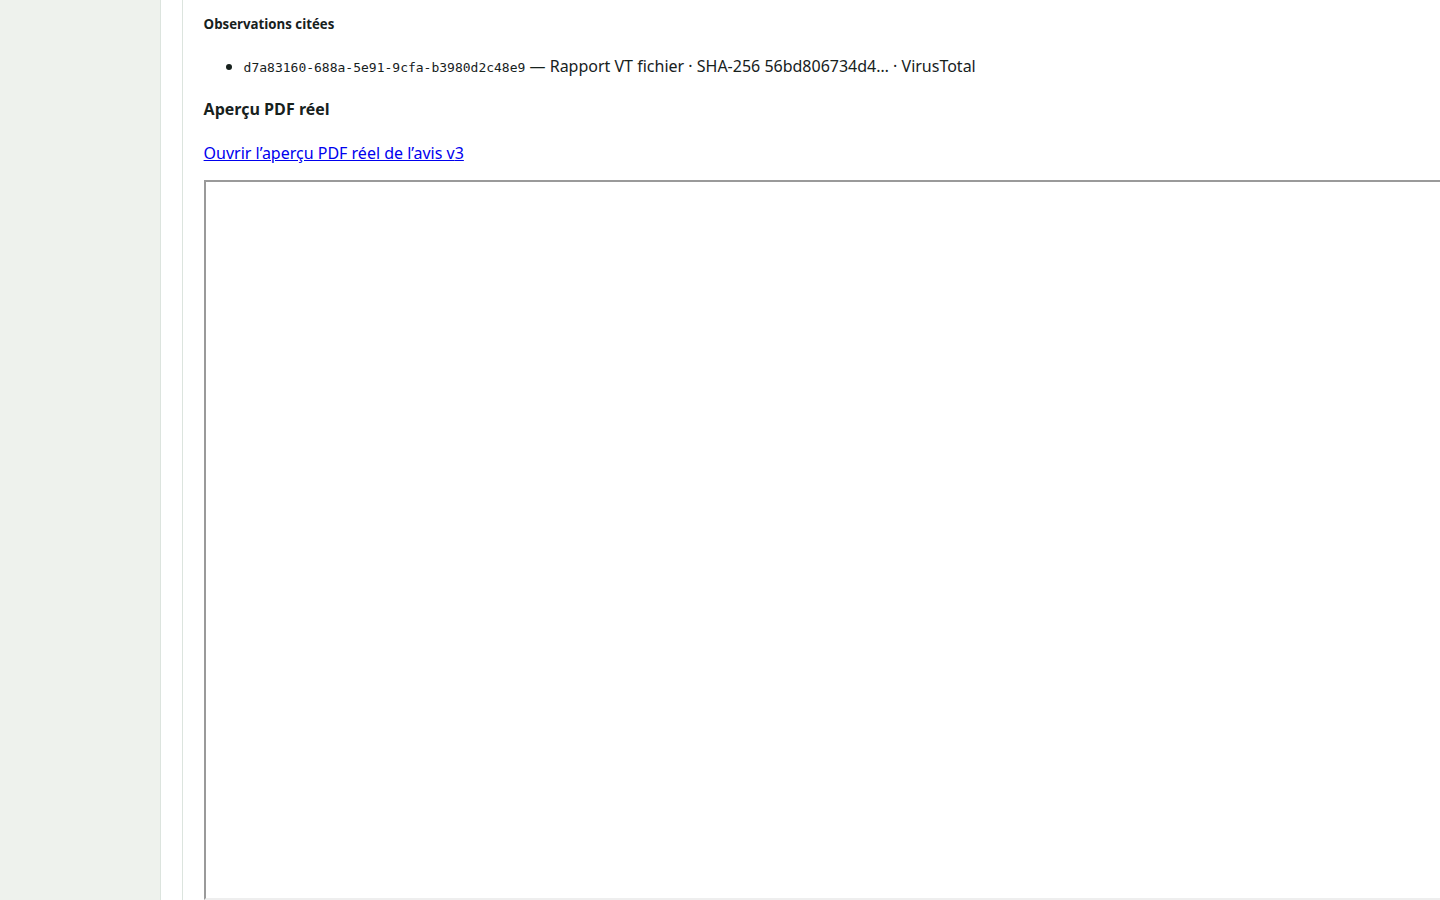 Observations citées
d7a83160-688a-5e91-9cfa-b3980d2c48e9 — Rapport VT fichier · SHA-256 56bd806734d4… · VirusTotal
Aperçu PDF réel
Ouvrir l’aperçu PDF réel de l’avis v3